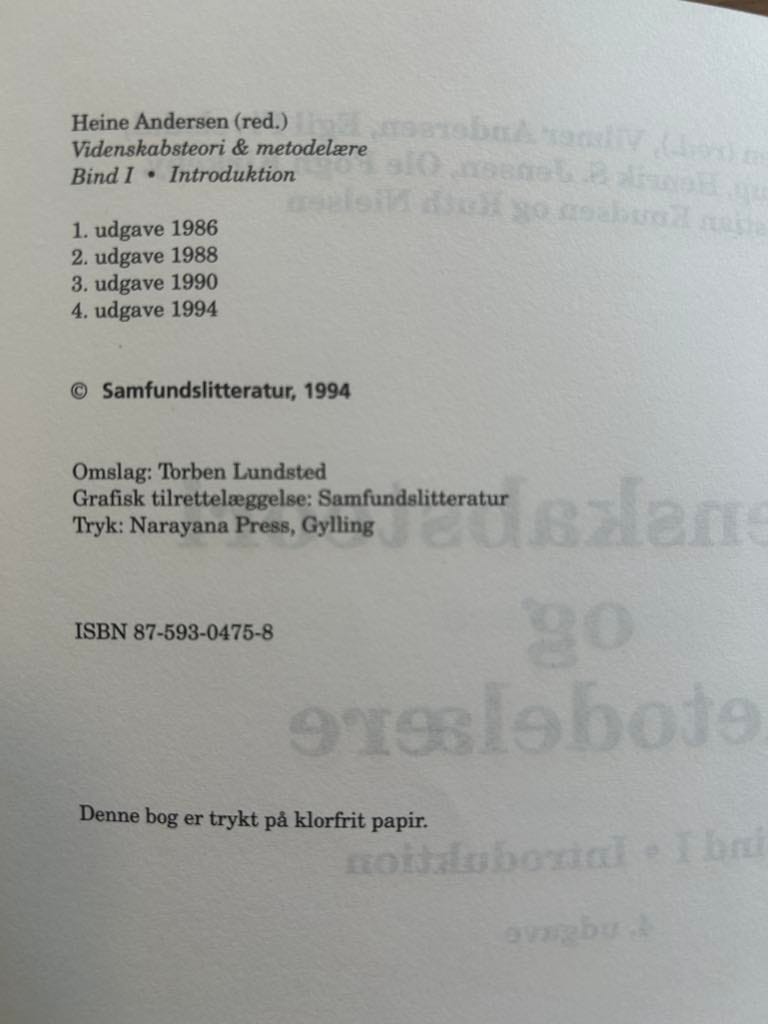 Heine Andersen (red.)
Videnskabsteori & metodelære
Bind I • Introduktion
1. udgave 1986
2. udgave 1988
3. udgave 1990
4. udgave 1994
© Samfundslitteratur, 1994
Omslag: Torben Lundsted
Grafisk tilrettelæggelse: Samfundslitteratur
Tryk: Narayana Press, Gylling
ISBN 87-593-0475-8
Denne bog er trykt på klorfrit papir.